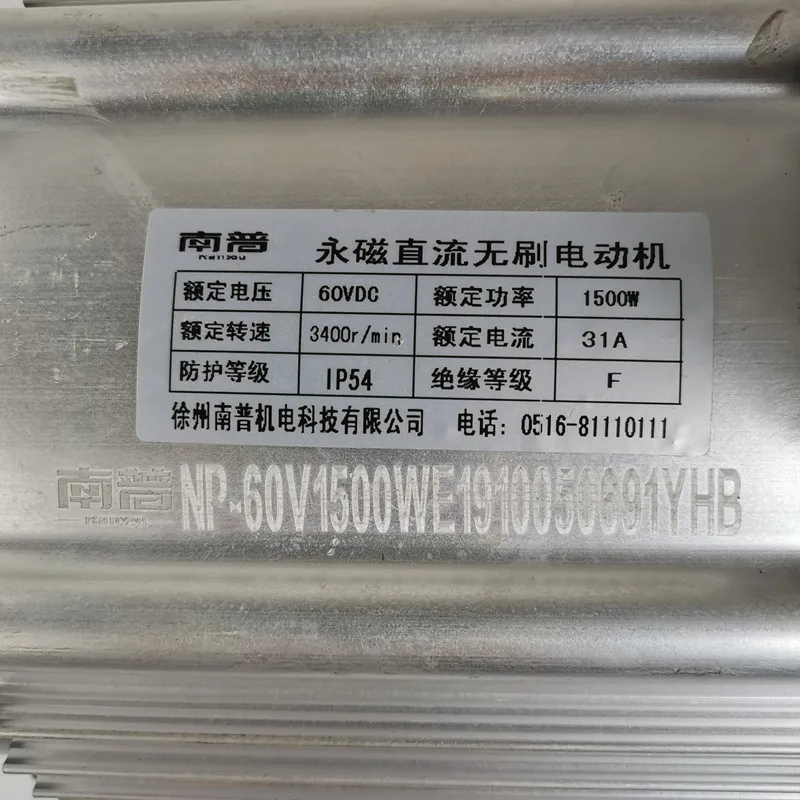 南普 永磁直流无刷电动机
额定电压 60VDC 额定功率 1500W
额定转速 3400r/min 额定电流 31A
防护等级 IP54 绝缘等级 F
徐州南普机电科技有限公司 电话: 0516-81110111
南普 NP-60V1500WE1910050691YHB